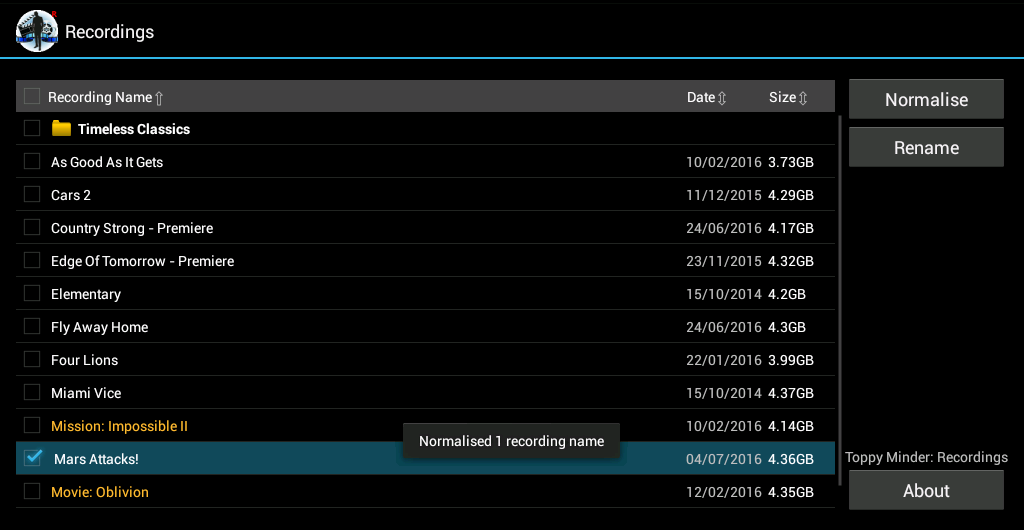 Recordings
Recording Name⇧ Date⇳ Size⇳
Timeless Classics
As Good As It Gets 10/02/2016 3.73GB
Cars 2 11/12/2015 4.29GB
Country Strong - Premiere 24/06/2016 4.17GB
Edge Of Tomorrow - Premiere 23/11/2015 4.32GB
Elementary 15/10/2014 4.2GB
Fly Away Home 24/06/2016 4.3GB
Four Lions 22/01/2016 3.99GB
Miami Vice 15/10/2014 4.37GB
Mission: Impossible II 10/02/2016 4.14GB
Normalised 1 recording name
Mars Attacks! 04/07/2016 4.36GB
Movie: Oblivion 12/02/2016 4.35GB
Normalise
Rename
Toppy Minder: Recordings
About